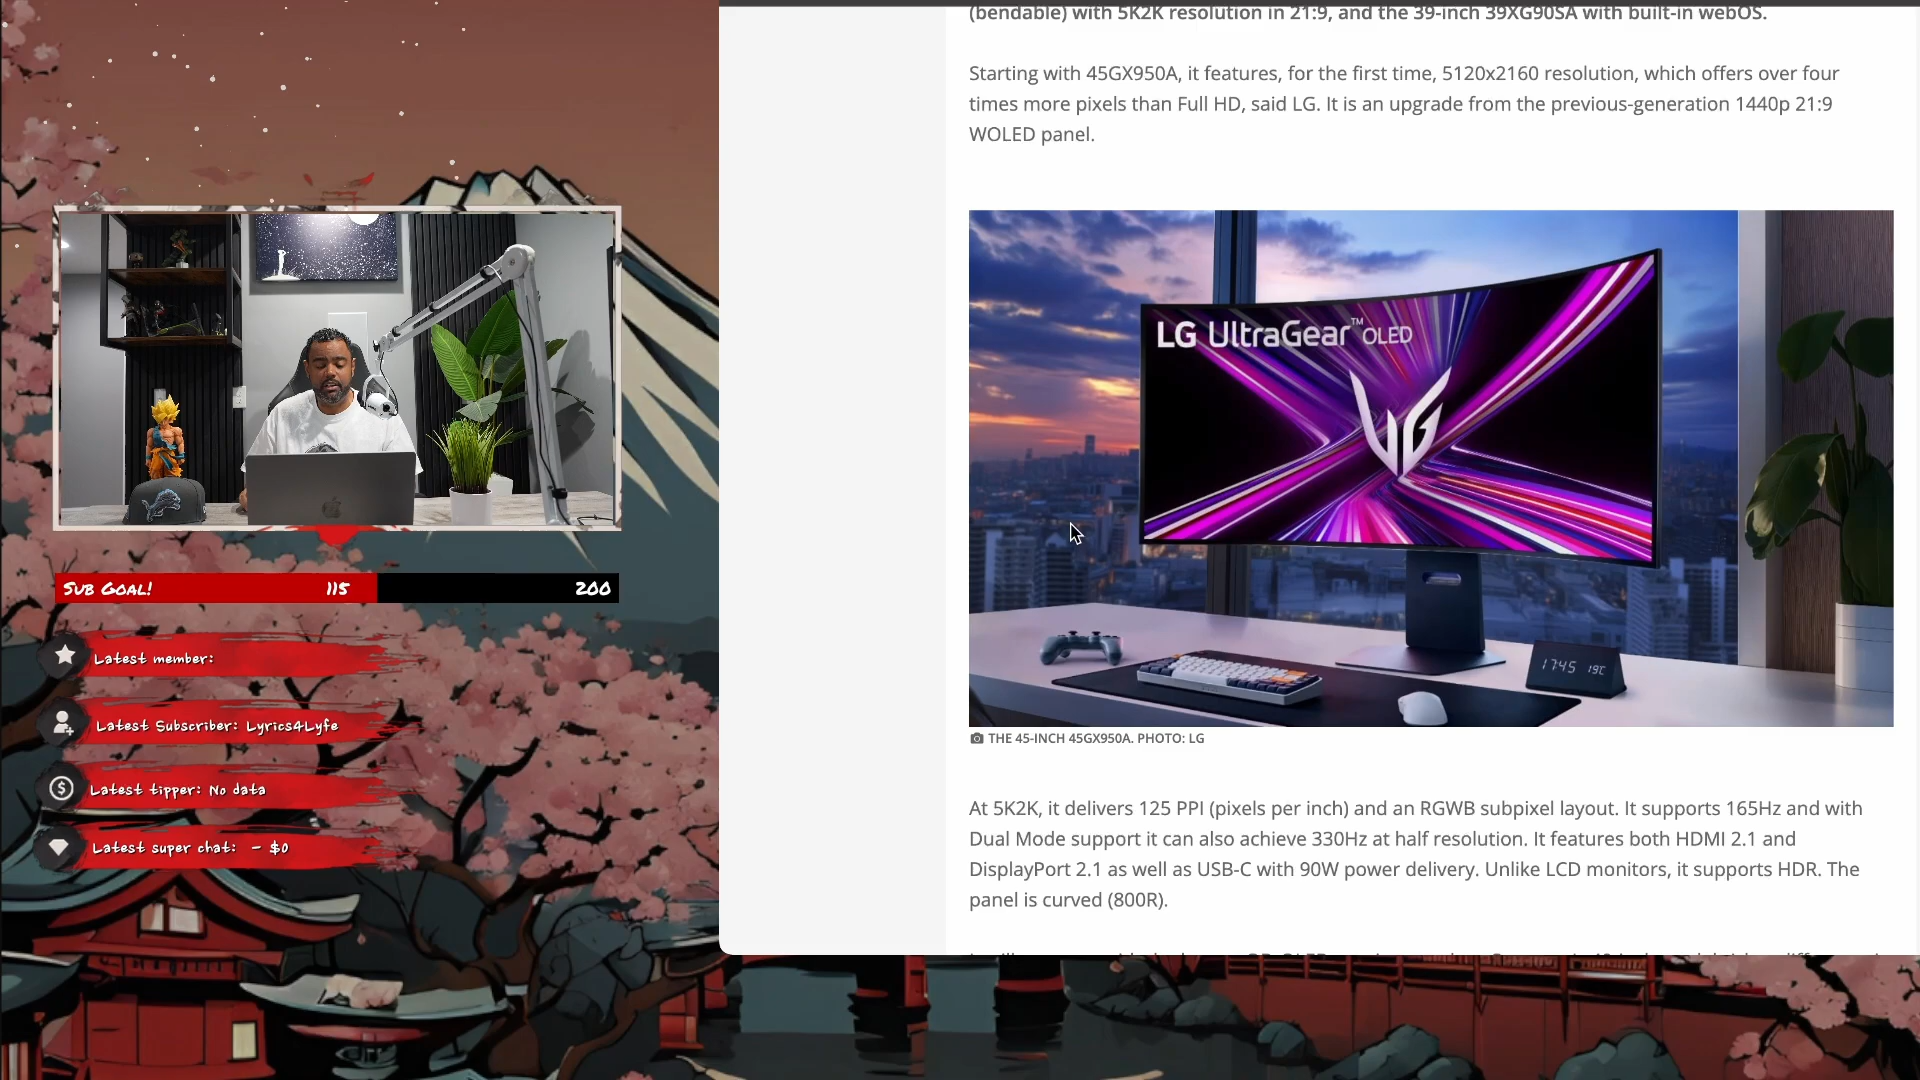 (bendable) with 5K2K resolution in 21:9, and the 39-inch 39XG90SA with built-in webOS.
Starting with 45GX950A, it features, for the first time, 5120x2160 resolution, which offers over four
times more pixels than Full HD, said LG. It is an upgrade from the previous-generation 1440p 21:9
WOLED panel.
LG UltraGear™ OLED
1745 19C
THE 45-INCH 45GX950A. PHOTO: LG
At 5K2K, it delivers 125 PPI (pixels per inch) and an RGWB subpixel layout. It supports 165Hz and with
Dual Mode support it can also achieve 330Hz at half resolution. It features both HDMI 2.1 and
DisplayPort 2.1 as well as USB-C with 90W power delivery. Unlike LCD monitors, it supports HDR. The
panel is curved (800R).
Sub Goal! 115 200
Latest member:
Latest Subscriber: Lyrics4Lyfe
Latest tipper: No data
Latest super chat: - $0